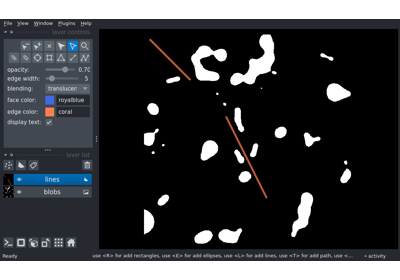 File View Window Plugins Help
layer controls
opacity: 0.70
edge width: 5
blending: translucen
face color: royalblue
edge color: coral
display text:
layer list
lines
blobs
Ready use <R> for add rectangles, use <E> for add ellipses, use <L> for add lines, use <T> for add path, use <... activity